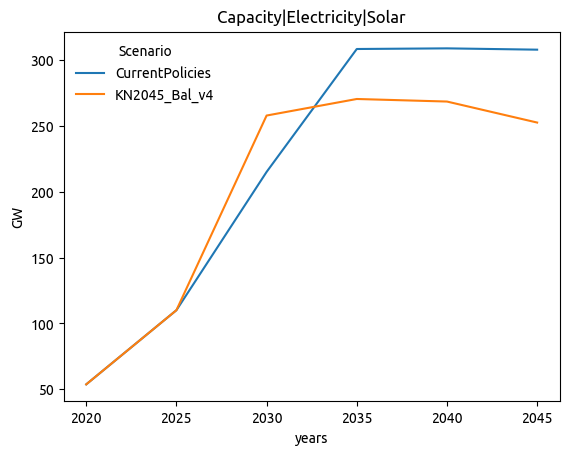 Capacity|Electricity|Solar
Scenario
CurrentPolicies
KN2045_Bal_v4
GW
300
250
200
150
100
50
2020 2025 2030 2035 2040 2045
years